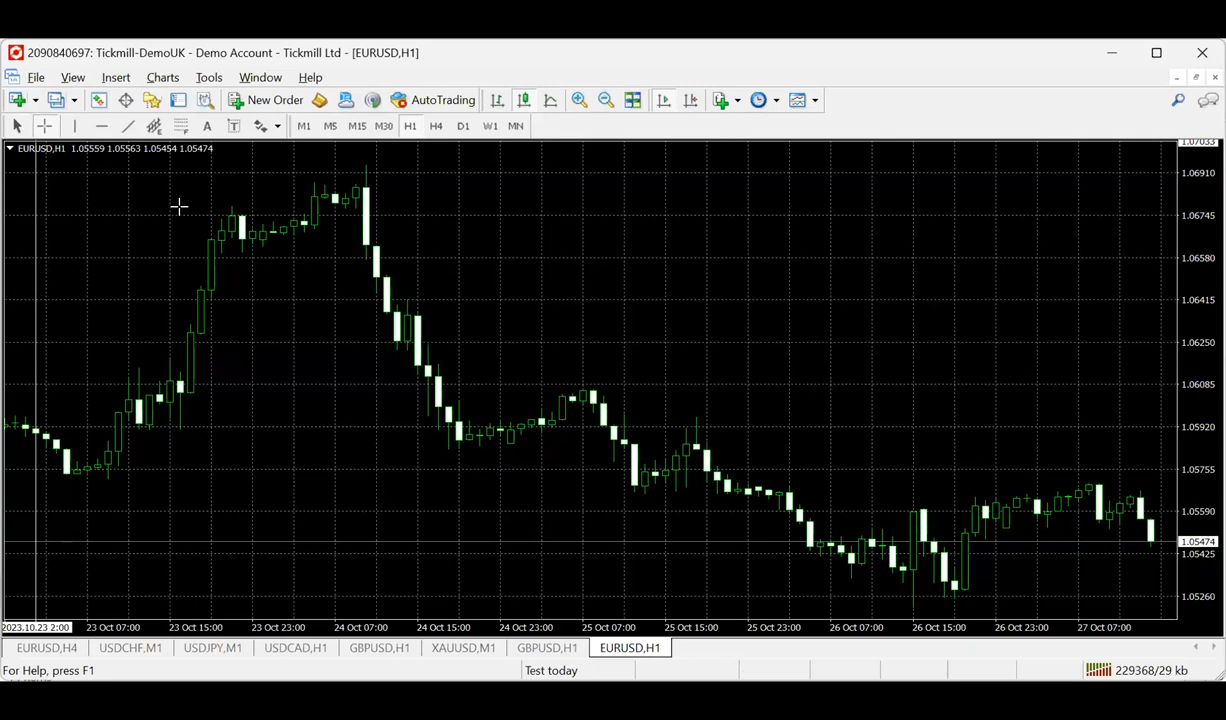 2090840697: Tickmill-DemoUK - Demo Account - Tickmill Ltd - [EURUSD,H1]
File View Insert Charts Tools Window Help
New Order AutoTrading
A T M1 M5 M15 M30 H1 H4 D1 W1 MN
EURUSD,H1 1.05559 1.05563 1.05454 1.05474
1.07033
1.06910
1.06745
1.06580
1.06415
1.06250
1.06085
1.05920
1.05755
1.05590
1.05474
1.05425
1.05260
2023.10.23 2:00 23 Oct 07:00 23 Oct 15:00 23 Oct 23:00 24 Oct 07:00 24 Oct 15:00 24 Oct 23:00 25 Oct 07:00 25 Oct 15:00 25 Oct 23:00 26 Oct 07:00 26 Oct 15:00 26 Oct 23:00 27 Oct 07:00
EURUSD,H4 USDCHF,M1 USDJPY,M1 USDCAD,H1 GBPUSD,H1 XAUUSD,M1 GBPUSD,H1 EURUSD,H1
For Help, press F1 Test today 229368/29 kb